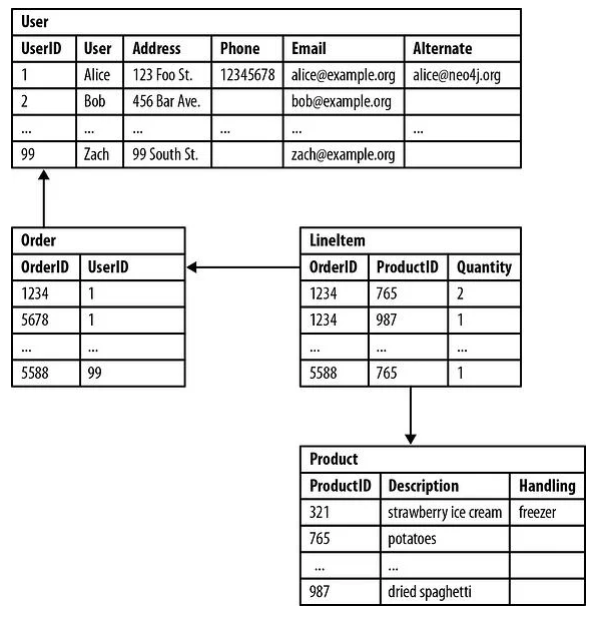 User
UserID User Address Phone Email Alternate
1 Alice 123 Foo St. 12345678 alice@example.org alice@neo4j.org
2 Bob 456 Bar Ave. bob@example.org
... ... ... ... ... ...
99 Zach 99 South St. zach@example.org
Order
OrderID UserID
1234 1
5678 1
... ...
5588 99
LineItem
OrderID ProductID Quantity
1234 765 2
1234 987 1
... ... ...
5588 765 1
Product
ProductID Description Handling
321 strawberry ice cream freezer
765 potatoes
... ...
987 dried spaghetti